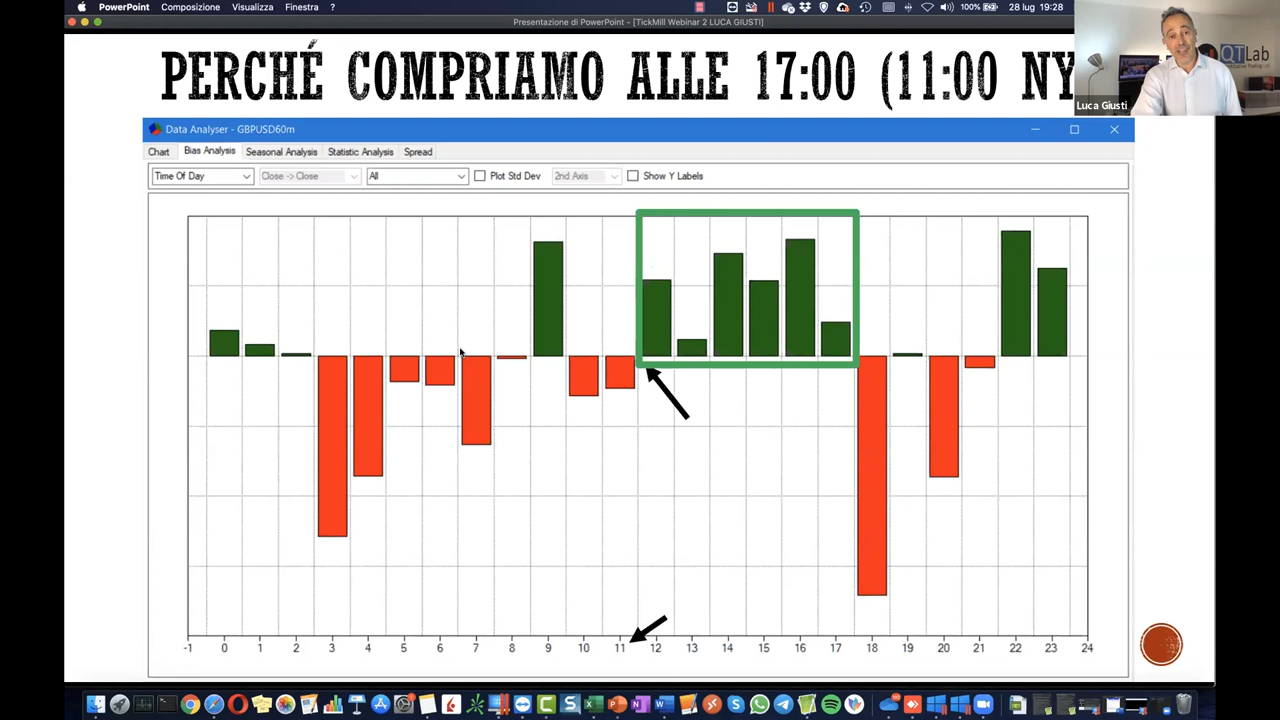 PowerPoint Composizione Visualizza Finestra ? 100% 28 lug 19:28
Presentazione di PowerPoint - [TickMill Webinar 2 LUCA GIUSTI]
PERCHÉ COMPRIAMO ALLE 17:00 (11:00 NY
QTLab
Luca Giusti
Data Analyser - GBPUSD60m
Chart Bias Analysis Seasonal Analysis Statistic Analysis Spread
Time Of Day Close -> Close All Plot Std Dev 2nd Axis Show Y Labels
-1 0 1 2 3 4 5 6 7 8 9 10 11 12 13 14 15 16 17 18 19 20 21 22 23 24